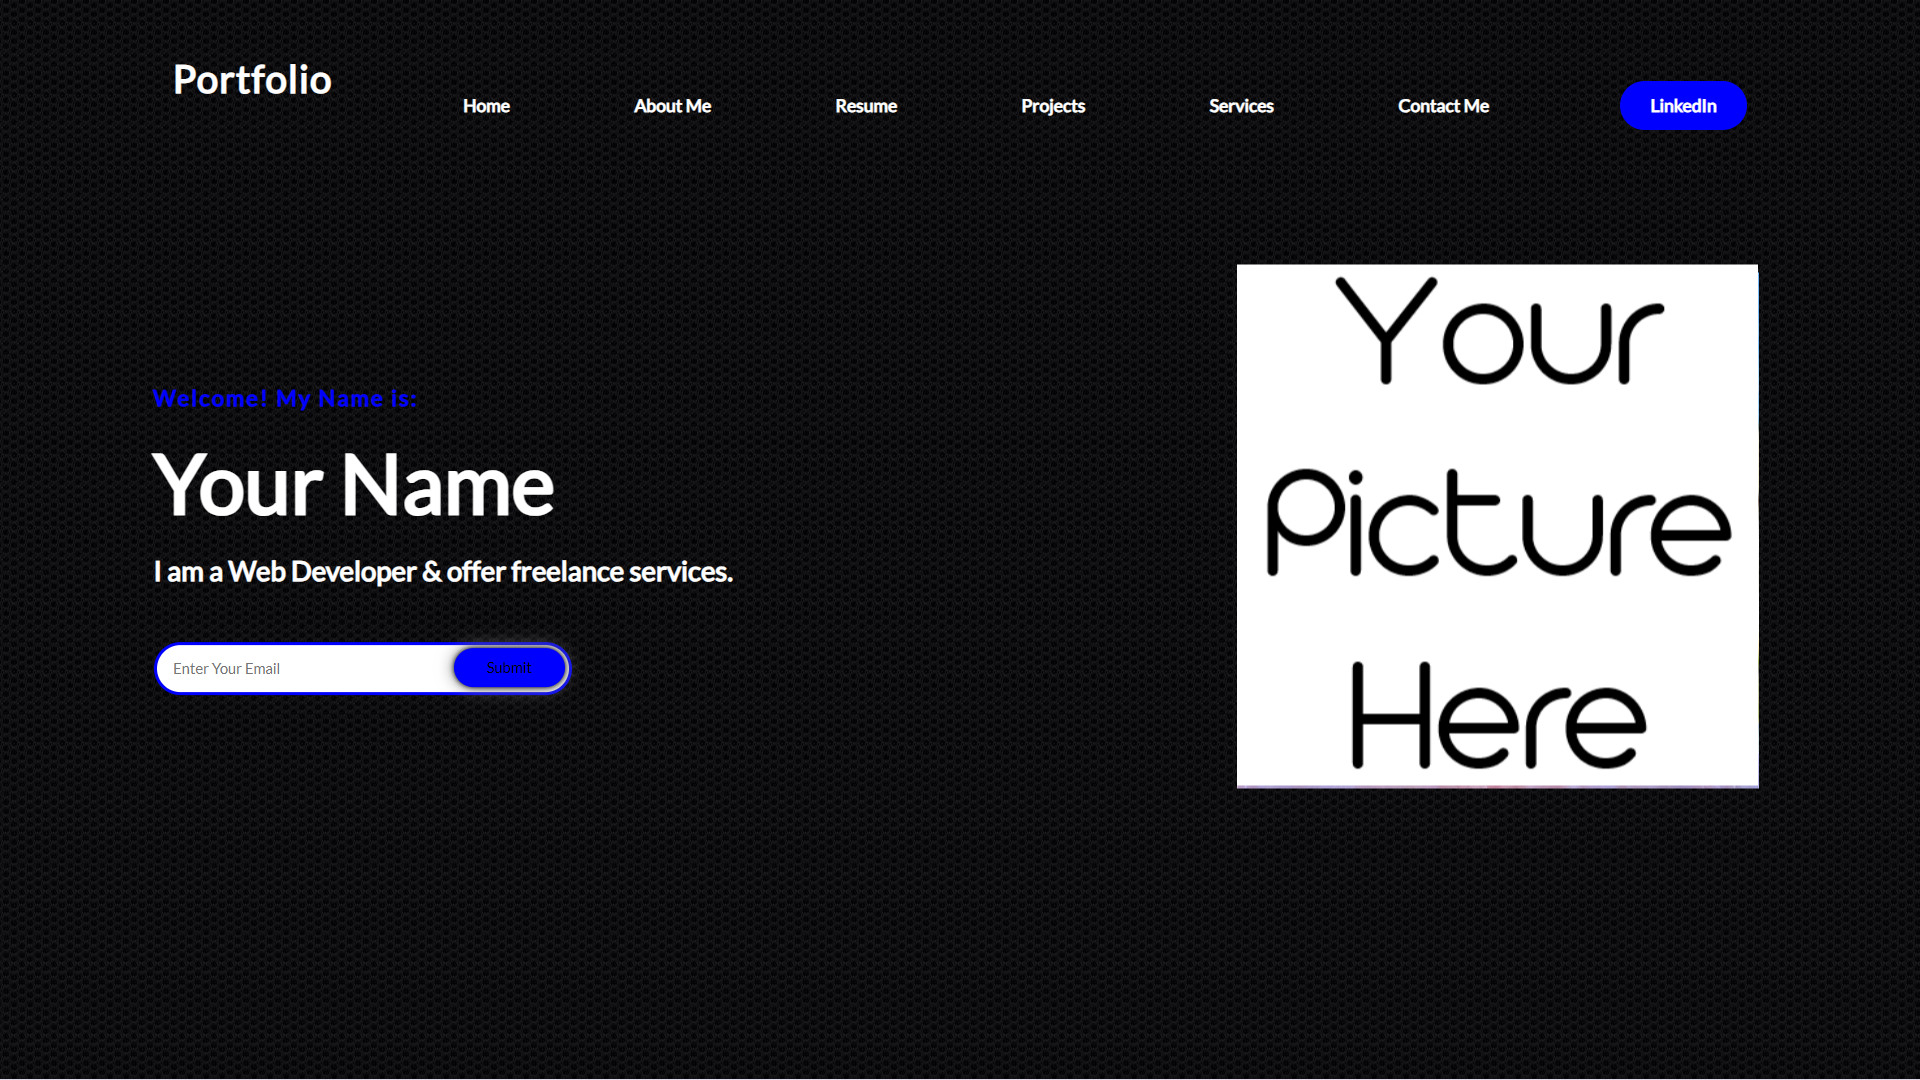 Portfolio
Home About Me Resume Projects Services Contact Me LinkedIn
Welcome! My Name Is:
Your Name
I am a Web Developer & offer freelance services.
Enter Your Email Submit
Your
Picture
Here